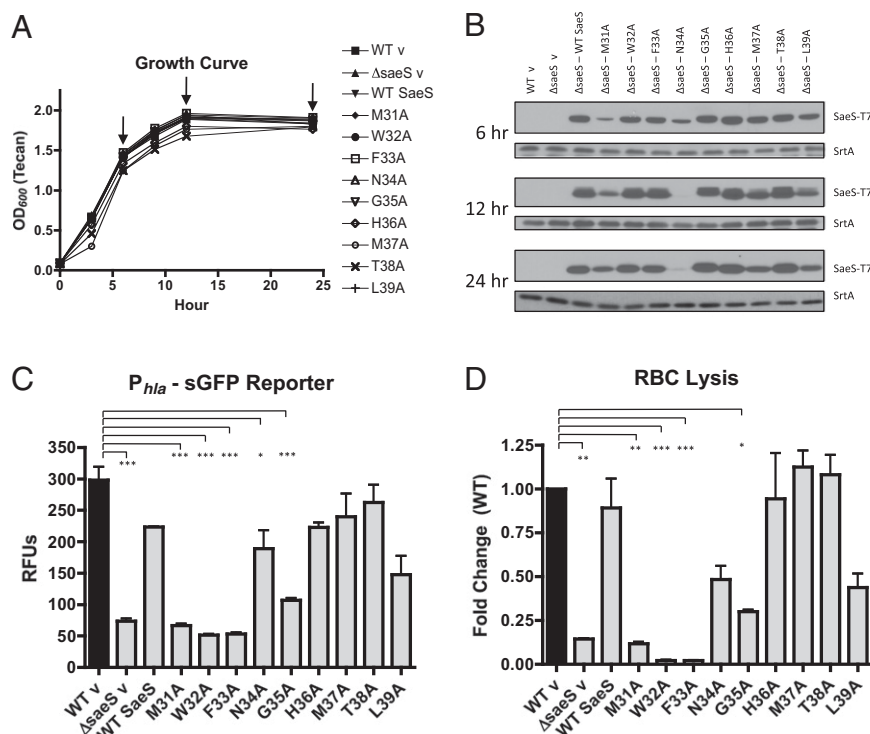 A
Growth Curve
OD600 (Tecan)
2.0
1.5
1.0
0.5
0.0
0 5 10 15 20 25
Hour
WT v
ΔsaeS v
WT SaeS
M31A
W32A
F33A
N34A
G35A
H36A
M37A
T38A
L39A
B
WT v
ΔsaeS v
ΔsaeS – WT SaeS
ΔsaeS – M31A
ΔsaeS – W32A
ΔsaeS – F33A
ΔsaeS – N34A
ΔsaeS – G35A
ΔsaeS – H36A
ΔsaeS – M37A
ΔsaeS – T38A
ΔsaeS – L39A
6 hr
SaeS-T7
SrtA
12 hr
SaeS-T7
SrtA
24 hr
SaeS-T7
SrtA
C
Phla - sGFP Reporter
*** *** *** *** * ***
RFUs
350
300
250
200
150
100
50
0
WT v
ΔsaeS v
WT SaeS
M31A
W32A
F33A
N34A
G35A
H36A
M37A
T38A
L39A
D
RBC Lysis
** ** *** *** *
Fold Change (WT)
1.25
1.00
0.75
0.50
0.25
0.00
WT v
ΔsaeS v
WT SaeS
M31A
W32A
F33A
N34A
G35A
H36A
M37A
T38A
L39A